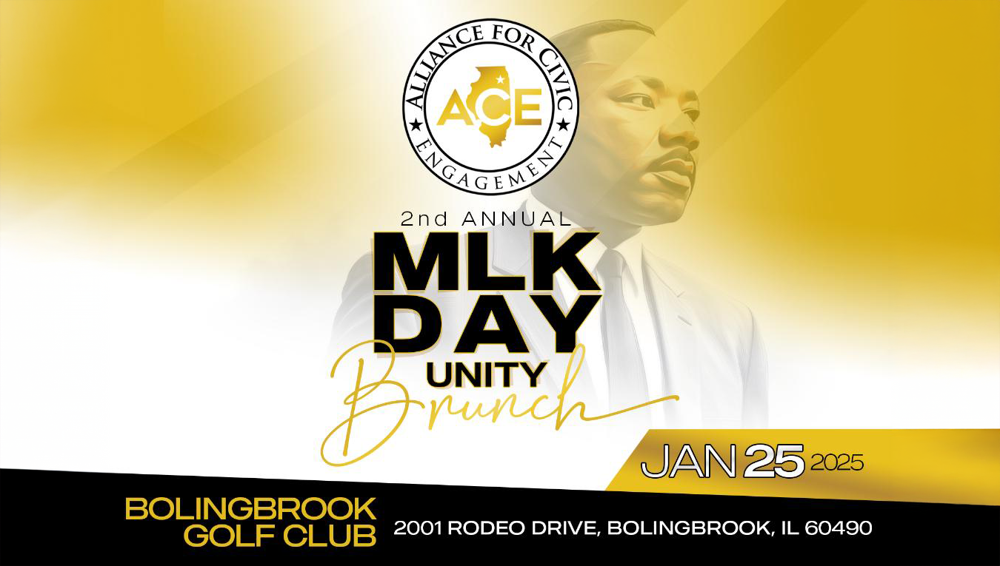 ALLIANCE FOR CIVIC
ACE
ENGAGEMENT
2nd ANNUAL
MLK
DAY
UNITY
Brunch
JAN 25 2025
BOLINGBROOK
GOLF CLUB
2001 RODEO DRIVE, BOLINGBROOK, IL 60490